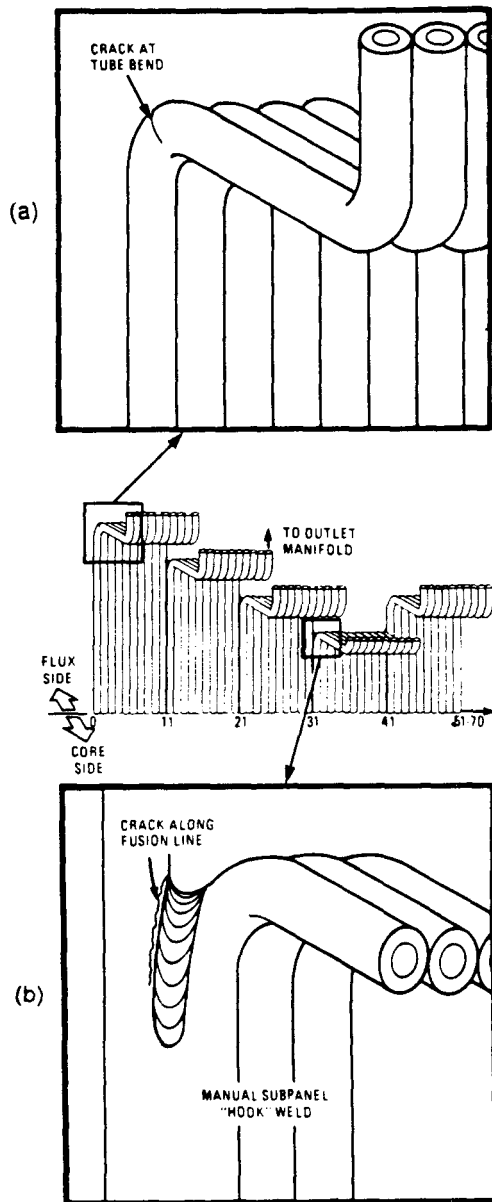 CRACK AT
TUBE BEND
(a)
TO OUTLET
MANIFOLD
FLUX
SIDE
0 11 21 31 41 51-70
CORE
SIDE
CRACK ALONG
FUSION LINE
(b)
MANUAL SUBPANEL
"HOOK" WELD